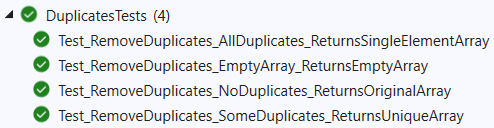 DuplicatesTests (4)
Test_RemoveDuplicates_AllDuplicates_ReturnsSingleElementArray
Test_RemoveDuplicates_EmptyArray_ReturnsEmptyArray
Test_RemoveDuplicates_NoDuplicates_ReturnsOriginalArray
Test_RemoveDuplicates_SomeDuplicates_ReturnsUniqueArray